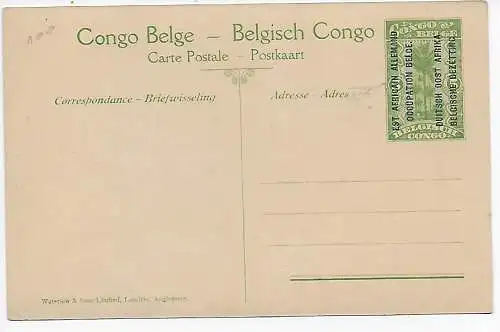 Congo Belge – Belgisch Congo
Carte Postale – Postkaart
Correspondance – Briefwisseling
Adresse – Adres
EST AFRICAIN ALLEMAND
OCCUPATION BELGE.
DUITSCH OOST AFRIKA
BELGISCHE BEZETTING.
CONGO
BELGE
BELGISCH
CONGO
Waterlow & Sons Limited, Londres, Angleterre.